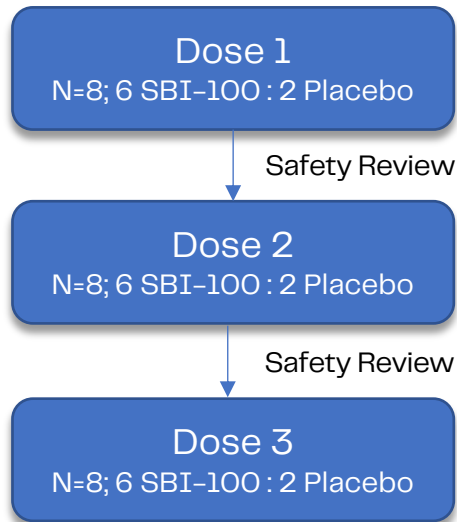 Dose 1
N=8; 6 SBI-100 : 2 Placebo
Safety Review
Dose 2
N=8; 6 SBI-100 : 2 Placebo
Safety Review
Dose 3
N=8; 6 SBI-100 : 2 Placebo